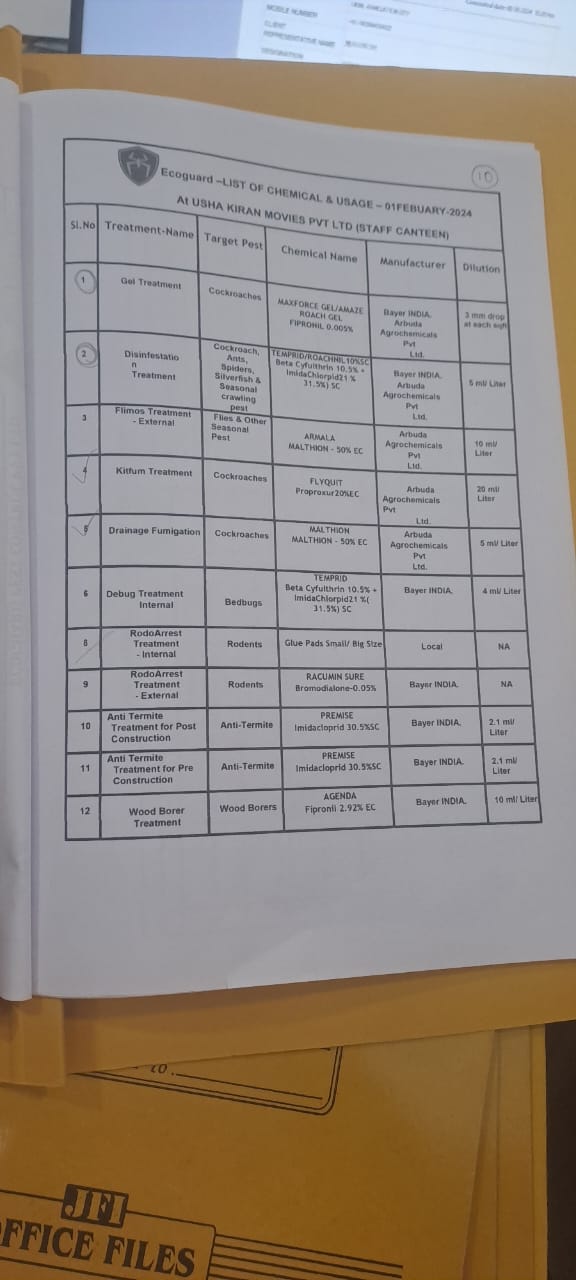 MOBILE NUMBER
CLIENT
REPRESENTATIVE NAME
DESIGNATION
10
Ecoguard –LIST OF CHEMICAL & USAGE – 01FEBUARY-2024
At USHA KIRAN MOVIES PVT LTD (STAFF CANTEEN)
Sl.No Treatment-Name Target Pest Chemical Name Manufacturer Dilution
1 Gel Treatment Cockroaches MAXFORCE GEL/AMAZE
ROACH GEL
FIPRONIL 0.005% Bayer INDIA.
Arbuda
Agrochemicals
Pvt
Ltd. 3 mm drop
at each sqft
2 Disinfestatio
n
Treatment Cockroach,
Ants,
Spiders,
Silverfish &
Seasonal
crawling
pest TEMPRID/ROACHNIL10%SC
Beta Cyfulthrin 10.5% +
ImidaChlorpid21 %
31.5%) SC Bayer INDIA.
Arbuda
Agrochemicals
Pvt
Ltd. 5 ml/ Liter
3 Flimos Treatment
- External Flies & Other
Seasonal
Pest ARMALA
MALTHION - 50% EC Arbuda
Agrochemicals
Pvt
Ltd. 10 ml/
Liter
4 Kitfum Treatment Cockroaches FLYQUIT
Proproxur20%EC Arbuda
Agrochemicals
Pvt
Ltd. 20 ml/
Liter
5 Drainage Fumigation Cockroaches MALTHION
MALTHION - 50% EC Arbuda
Agrochemicals
Pvt
Ltd. 5 ml/ Liter
6 Debug Treatment
Internal Bedbugs TEMPRID
Beta Cyfulthrin 10.5% +
ImidaChlorpid21 %(
31.5%) SC Bayer INDIA. 4 ml/ Liter
8 RodoArrest
Treatment
- Internal Rodents Glue Pads Small/ Big Size Local NA
9 RodoArrest
Treatment
- External Rodents RACUMIN SURE
Bromodialone-0.05% Bayer INDIA. NA
10 Anti Termite
Treatment for Post
Construction Anti-Termite PREMISE
Imidacloprid 30.5%SC Bayer INDIA. 2.1 ml/
Liter
11 Anti Termite
Treatment for Pre
Construction Anti-Termite PREMISE
Imidacloprid 30.5%SC Bayer INDIA. 2.1 ml/
Liter
12 Wood Borer
Treatment Wood Borers AGENDA
Fipronli 2.92% EC Bayer INDIA. 10 ml/ Liter
JFI
OFFICE FILES